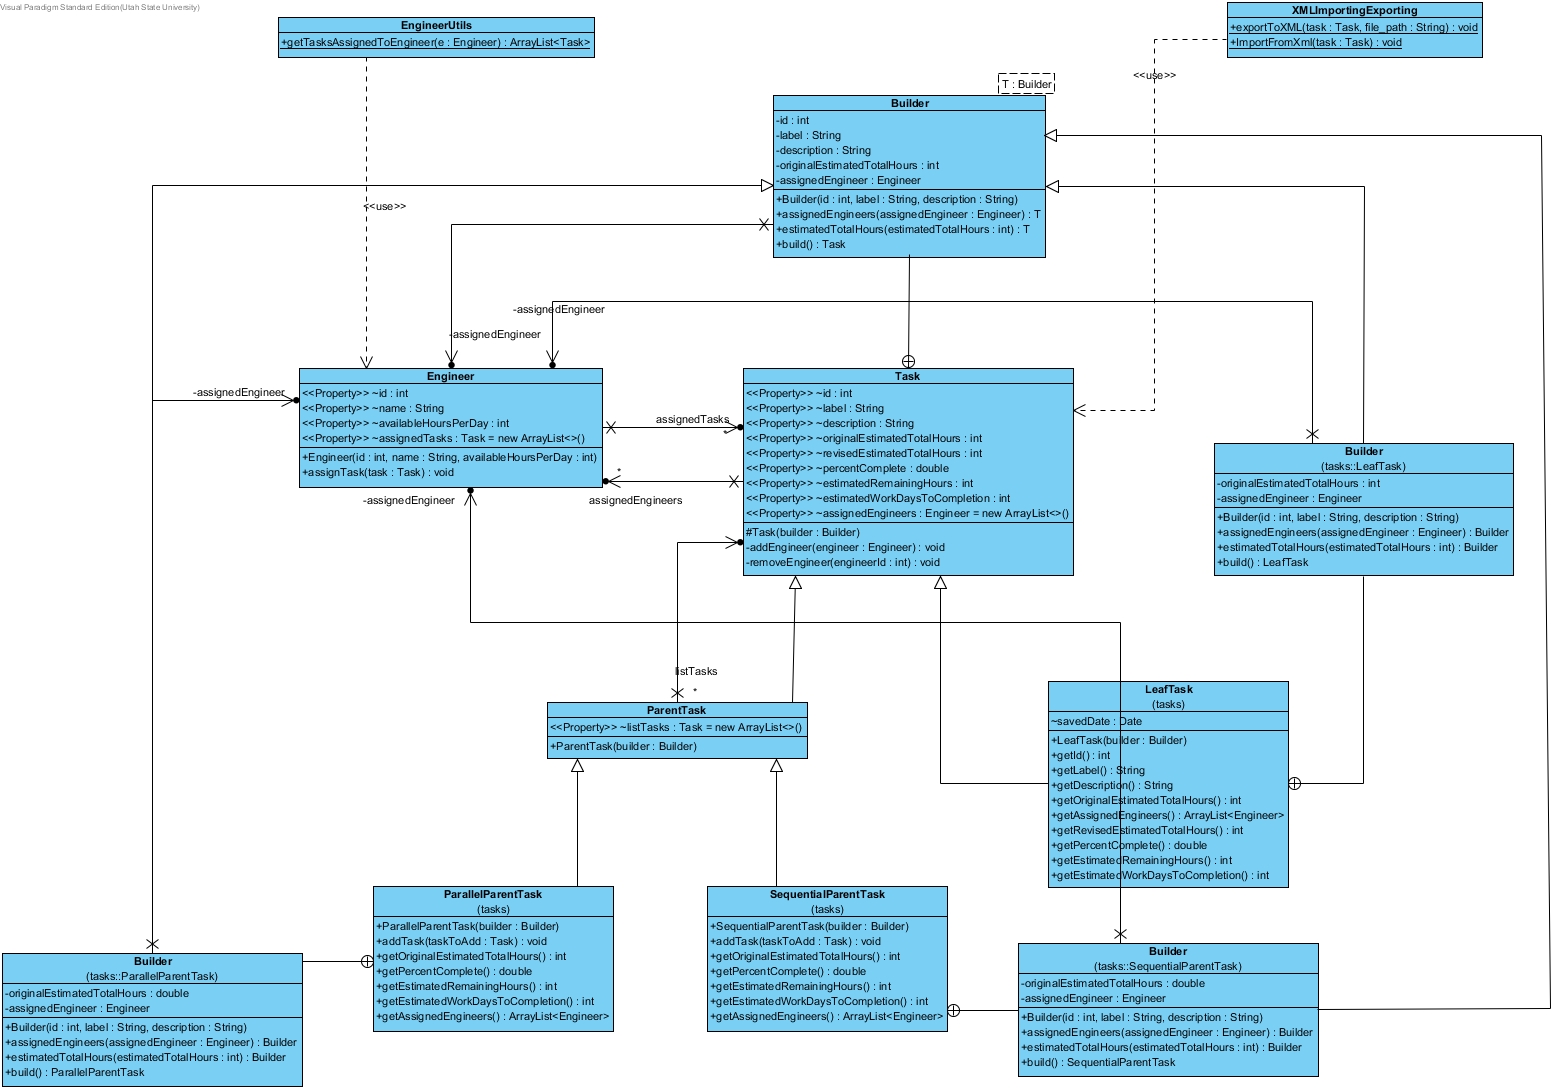 Visual Paradigm Standard Edition(Utah State University)
EngineerUtils
+getTasksAssignedToEngineer(e : Engineer) : ArrayList<Task>
XMLImportingExporting
+exportToXML(task : Task, file_path : String) : void
+ImportFromXml(task : Task) : void
<<use>>
T : Builder
Builder
-id : int
-label : String
-description : String
-originalEstimatedTotalHours : int
-assignedEngineer : Engineer
+Builder(id : int, label : String, description : String)
+assignedEngineers(assignedEngineer : Engineer) : T
+estimatedTotalHours(estimatedTotalHours : int) : T
+build() : Task
<<use>>
-assignedEngineer
-assignedEngineer
-assignedEngineer
Engineer
<<Property>> ~id : int
<<Property>> ~name : String
<<Property>> ~availableHoursPerDay : int
<<Property>> ~assignedTasks : Task = new ArrayList<>()
+Engineer(id : int, name : String, availableHoursPerDay : int)
+assignTask(task : Task) : void
assignedTasks
*
*
assignedEngineers
-assignedEngineer
Task
<<Property>> ~id : int
<<Property>> ~label : String
<<Property>> ~description : String
<<Property>> ~originalEstimatedTotalHours : int
<<Property>> ~revisedEstimatedTotalHours : int
<<Property>> ~percentComplete : double
<<Property>> ~estimatedRemainingHours : int
<<Property>> ~estimatedWorkDaysToCompletion : int
<<Property>> ~assignedEngineers : Engineer = new ArrayList<>()
#Task(builder : Builder)
-addEngineer(engineer : Engineer) : void
-removeEngineer(engineerId : int) : void
Builder
(tasks::LeafTask)
-originalEstimatedTotalHours : int
-assignedEngineer : Engineer
+Builder(id : int, label : String, description : String)
+assignedEngineers(assignedEngineer : Engineer) : Builder
+estimatedTotalHours(estimatedTotalHours : int) : Builder
+build() : LeafTask
listTasks
*
ParentTask
<<Property>> ~listTasks : Task = new ArrayList<>()
+ParentTask(builder : Builder)
LeafTask
(tasks)
~savedDate : Date
+LeafTask(builder : Builder)
+getId() : int
+getLabel() : String
+getDescription() : String
+getOriginalEstimatedTotalHours() : int
+getAssignedEngineers() : ArrayList<Engineer>
+getRevisedEstimatedTotalHours() : int
+getPercentComplete() : double
+getEstimatedRemainingHours() : int
+getEstimatedWorkDaysToCompletion() : int
ParallelParentTask
(tasks)
+ParallelParentTask(builder : Builder)
+addTask(taskToAdd : Task) : void
+getOriginalEstimatedTotalHours() : int
+getPercentComplete() : double
+getEstimatedRemainingHours() : int
+getEstimatedWorkDaysToCompletion() : int
+getAssignedEngineers() : ArrayList<Engineer>
SequentialParentTask
(tasks)
+SequentialParentTask(builder : Builder)
+addTask(taskToAdd : Task) : void
+getOriginalEstimatedTotalHours() : int
+getPercentComplete() : double
+getEstimatedRemainingHours() : int
+getEstimatedWorkDaysToCompletion() : int
+getAssignedEngineers() : ArrayList<Engineer>
Builder
(tasks::ParallelParentTask)
-originalEstimatedTotalHours : double
-assignedEngineer : Engineer
+Builder(id : int, label : String, description : String)
+assignedEngineers(assignedEngineer : Engineer) : Builder
+estimatedTotalHours(estimatedTotalHours : int) : Builder
+build() : ParallelParentTask
Builder
(tasks::SequentialParentTask)
-originalEstimatedTotalHours : double
-assignedEngineer : Engineer
+Builder(id : int, label : String, description : String)
+assignedEngineers(assignedEngineer : Engineer) : Builder
+estimatedTotalHours(estimatedTotalHours : int) : Builder
+build() : SequentialParentTask